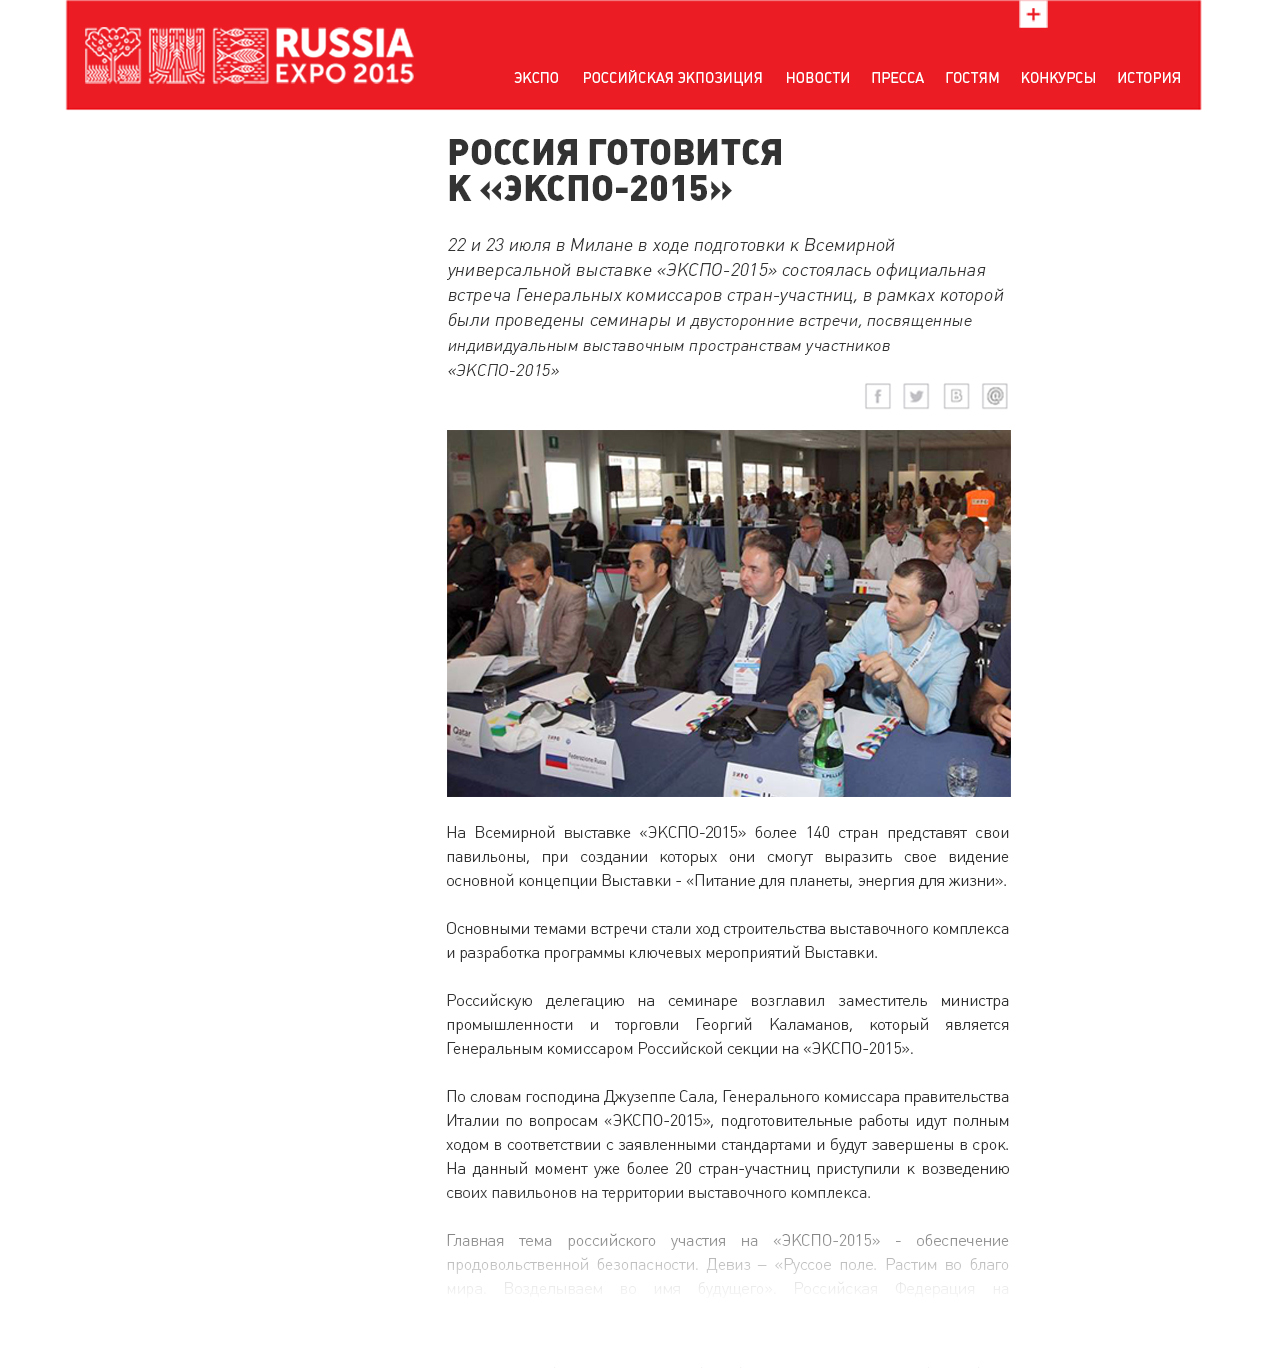 RUSSIA
EXPO 2015
ЭКСПО РОССИЙСКАЯ ЭКПОЗИЦИЯ НОВОСТИ ПРЕССА ГОСТЯМ КОНКУРСЫ ИСТОРИЯ
РОССИЯ ГОТОВИТСЯ
К «ЭКСПО-2015»
22 и 23 июля в Милане в ходе подготовки к Всемирной
универсальной выставке «ЭКСПО-2015» состоялась официальная
встреча Генеральных комиссаров стран-участниц, в рамках которой
были проведены семинары и двусторонние встречи, посвященные
индивидуальным выставочным пространствам участников
«ЭКСПО-2015»
Qatar
EXPO
Federazione Russa
EXPO
S.PELLEGRINO
На Всемирной выставке «ЭКСПО-2015» более 140 стран представят свои
павильоны, при создании которых они смогут выразить свое видение
основной концепции Выставки - «Питание для планеты, энергия для жизни».
Основными темами встречи стали ход строительства выставочного комплекса
и разработка программы ключевых мероприятий Выставки.
Российскую делегацию на семинаре возглавил заместитель министра
промышленности и торговли Георгий Каламанов, который является
Генеральным комиссаром Российской секции на «ЭКСПО-2015».
По словам господина Джузеппе Сала, Генерального комиссара правительства
Италии по вопросам «ЭКСПО-2015», подготовительные работы идут полным
ходом в соответствии с заявленными стандартами и будут завершены в срок.
На данный момент уже более 20 стран-участниц приступили к возведению
своих павильонов на территории выставочного комплекса.
Главная тема российского участия на «ЭКСПО-2015» - обеспечение
продовольственной безопасности. Девиз – «Руссое поле. Растим во благо
мира. Возделываем во имя будущего». Российская Федерация на